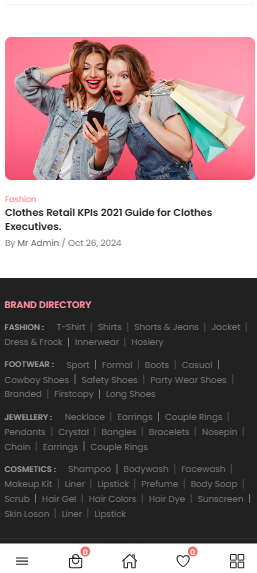 Fashion
Clothes Retail KPIs 2021 Guide for Clothes
Executives.
By Mr Admin / Oct 26, 2024
BRAND DIRECTORY
FASHION : T-Shirt | Shirts | Shorts & Jeans | Jacket |
Dress & Frock | Innerwear | Hosiery
FOOTWEAR : Sport | Formal | Boots | Casual |
Cowboy Shoes | Safety Shoes | Party Wear Shoes |
Branded | Firstcopy | Long Shoes
JEWELLERY : Necklace | Earrings | Couple Rings |
Pendants | Crystal | Bangles | Bracelets | Nosepin |
Chain | Earrings | Couple Rings
COSMETICS : Shampoo | Bodywash | Facewash |
Makeup Kit | Liner | Lipstick | Prefume | Body Soap |
Scrub | Hair Gel | Hair Colors | Hair Dye | Sunscreen |
Skin Loson | Liner | Lipstick
0 0